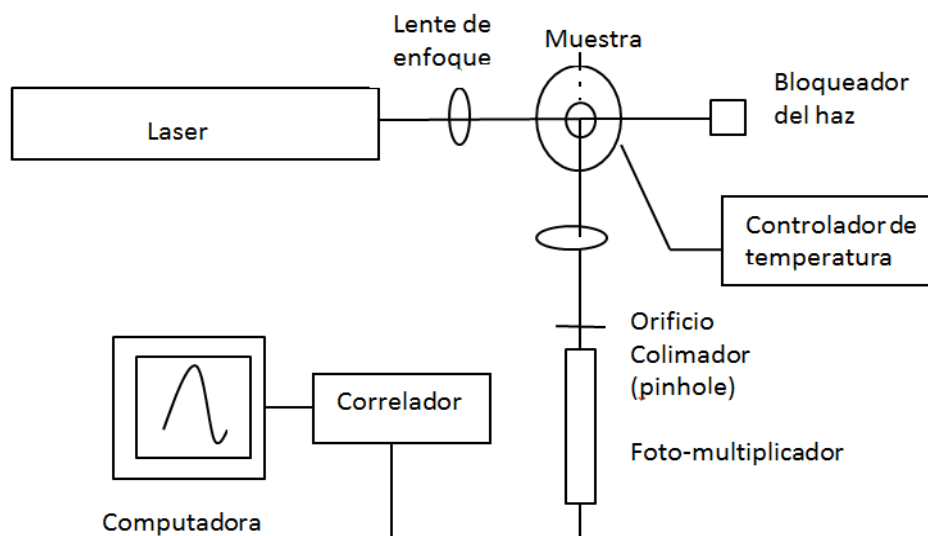 Lente de
enfoque
Muestra
Bloqueador
del haz
Laser
Controlador de
temperatura
Orificio
Colimador
(pinhole)
Correlador
Foto-multiplicador
Computadora